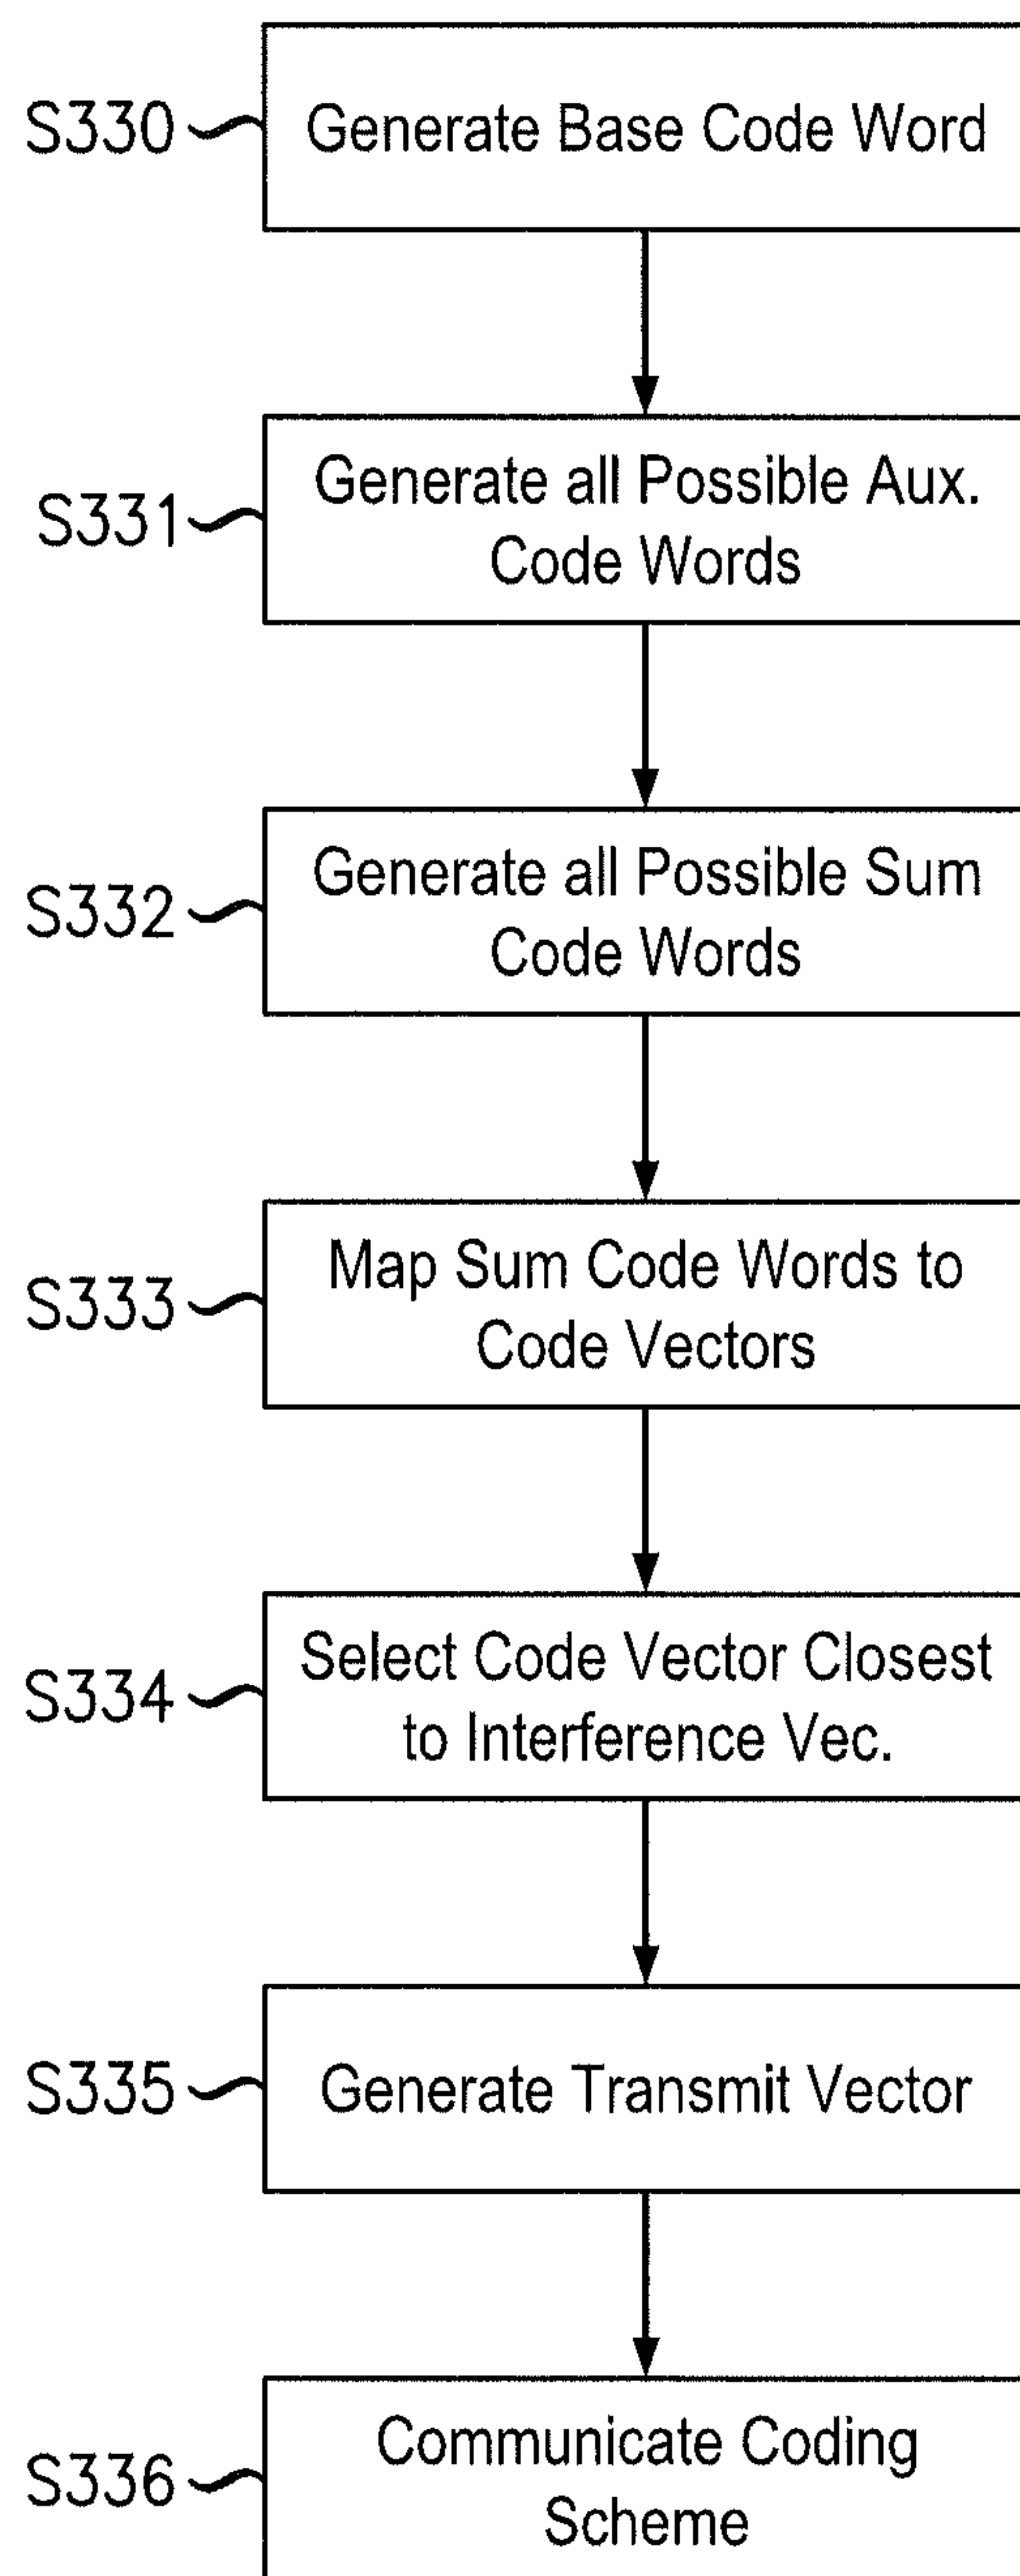 S330
Generate Base Code Word
S331
Generate all Possible Aux.
Code Words
S332
Generate all Possible Sum
Code Words
S333
Map Sum Code Words to
Code Vectors
S334
Select Code Vector Closest
to Interference Vec.
S335
Generate Transmit Vector
S336
Communicate Coding
Scheme